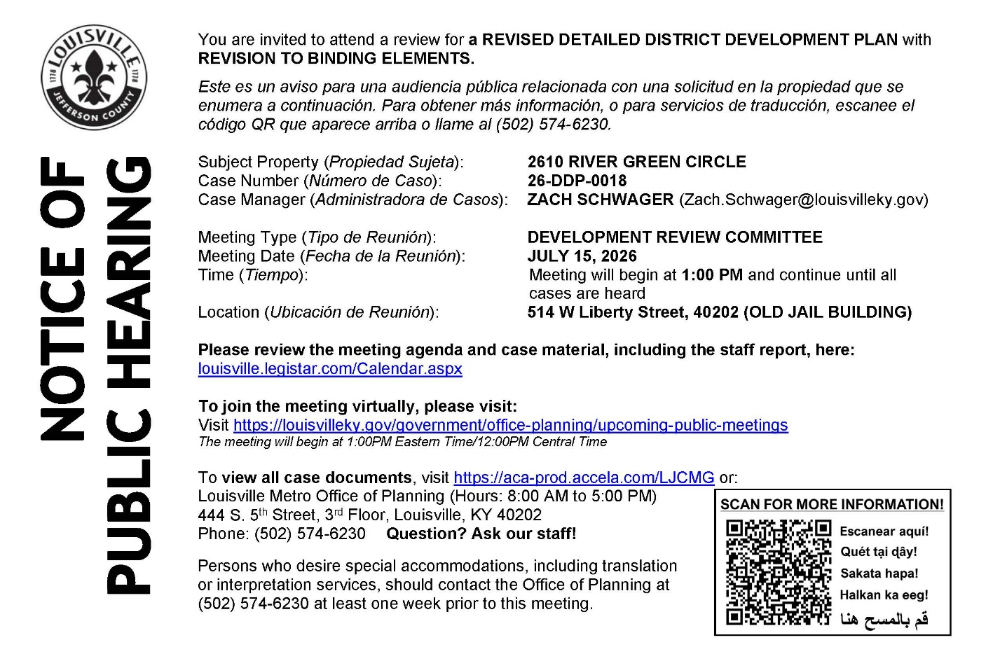 LOUISVILLE
1778 1778
JEFFERSON COUNTY
NOTICE OF
PUBLIC HEARING
You are invited to attend a review for a REVISED DETAILED DISTRICT DEVELOPMENT PLAN with
REVISION TO BINDING ELEMENTS.
Este es un aviso para una audiencia pública relacionada con una solicitud en la propiedad que se
enumera a continuación. Para obtener más información, o para servicios de traducción, escanee el
código QR que aparece arriba o llame al (502) 574-6230.
Subject Property (Propiedad Sujeta): 2610 RIVER GREEN CIRCLE
Case Number (Número de Caso): 26-DDP-0018
Case Manager (Administradora de Casos): ZACH SCHWAGER (Zach.Schwager@louisvilleky.gov)
Meeting Type (Tipo de Reunión): DEVELOPMENT REVIEW COMMITTEE
Meeting Date (Fecha de la Reunión): JULY 15, 2026
Time (Tiempo): Meeting will begin at 1:00 PM and continue until all
cases are heard
Location (Ubicación de Reunión): 514 W Liberty Street, 40202 (OLD JAIL BUILDING)
Please review the meeting agenda and case material, including the staff report, here:
louisville.legistar.com/Calendar.aspx
To join the meeting virtually, please visit:
Visit https://louisvilleky.gov/government/office-planning/upcoming-public-meetings
The meeting will begin at 1:00PM Eastern Time/12:00PM Central Time
To view all case documents, visit https://aca-prod.accela.com/LJCMG or:
Louisville Metro Office of Planning (Hours: 8:00 AM to 5:00 PM)
444 S. 5th Street, 3rd Floor, Louisville, KY 40202
Phone: (502) 574-6230 Question? Ask our staff!
Persons who desire special accommodations, including translation
or interpretation services, should contact the Office of Planning at
(502) 574-6230 at least one week prior to this meeting.
SCAN FOR MORE INFORMATION!
Escanear aquí!
Quét tại đây!
Sakata hapa!
Halkan ka eeg!
قم بالمسح هنا